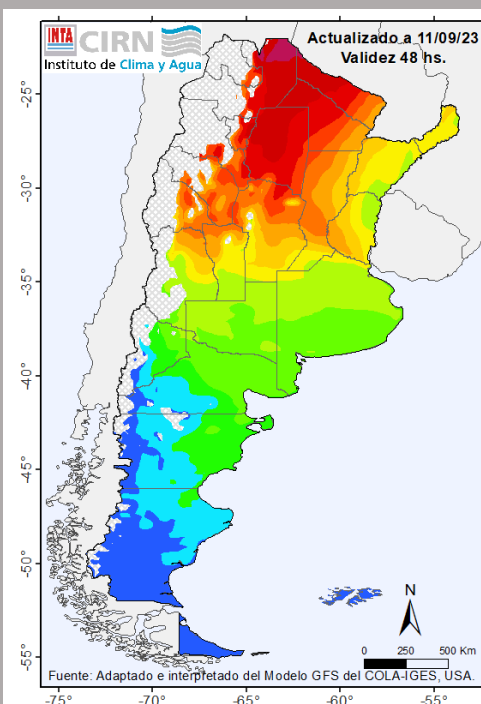 INTA CIRN
Instituto de Clima y Agua
Actualizado a 11/09/23
Validez 48 hs.
-25°
-30°
-35°
-40°
-45°
-50°
-55°
N
0 250 500 Km
Fuente: Adaptado e interpretado del Modelo GFS del COLA-IGES, USA.
-75° -70° -65° -60° -55°